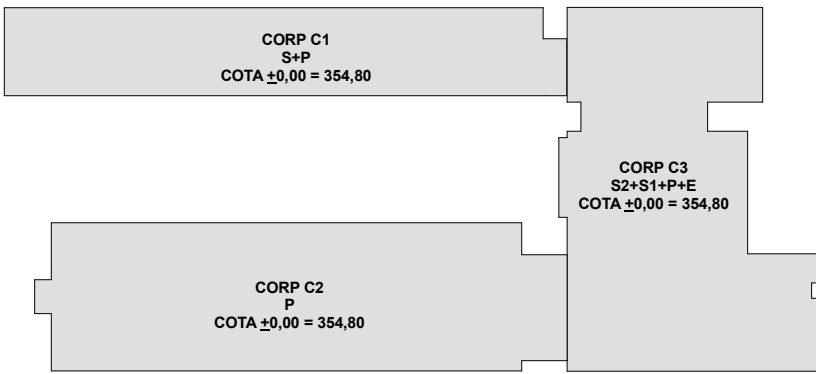 CORP C1
S+P
COTA ±0,00 = 354,80
CORP C3
S2+S1+P+E
COTA ±0,00 = 354,80
CORP C2
P
COTA ±0,00 = 354,80